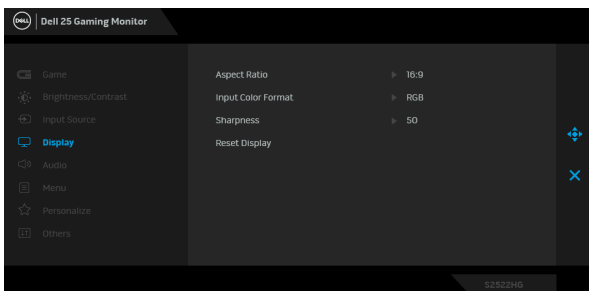 DELL Dell 25 Gaming Monitor
Game
Brightness/Contrast
Input Source
Display
Audio
Menu
Personalize
Others
Aspect Ratio 16:9
Input Color Format RGB
Sharpness 50
Reset Display
S2522HG